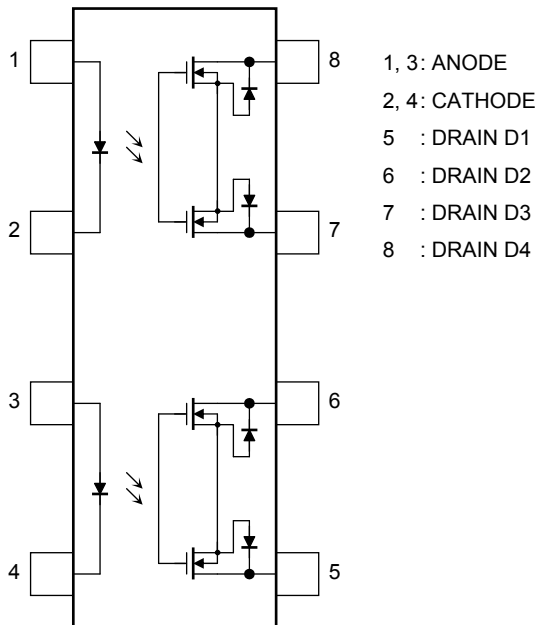 1
2
3
4
8
7
6
5
1, 3: ANODE
2, 4: CATHODE
5 : DRAIN D1
6 : DRAIN D2
7 : DRAIN D3
8 : DRAIN D4